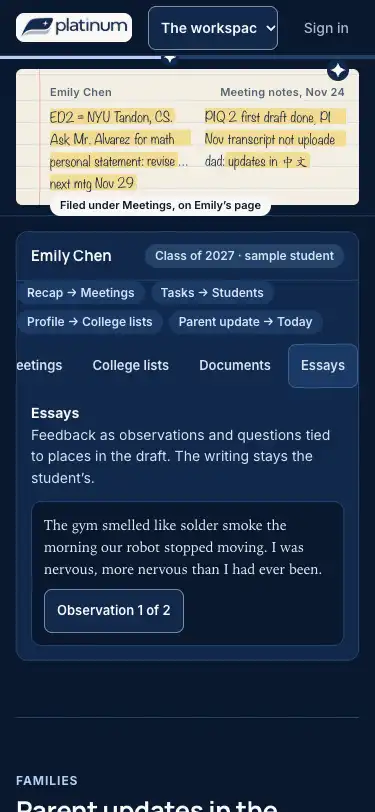 platinum
The workspac
Sign in
Emily Chen
Meeting notes, Nov 24
ED2 = NYU Tandon, CS.
Ask Mr. Alvarez for math
personal statement: revise ...
next mtg Nov 29
PIQ 2 first draft done, PI
Nov transcript not uploade
dad: updates in 中文
Filed under Meetings, on Emily’s page
Emily Chen
Class of 2027 · sample student
Recap → Meetings
Tasks → Students
Profile → College lists
Parent update → Today
eetings
College lists
Documents
Essays
Essays
Feedback as observations and questions tied
to places in the draft. The writing stays the
student’s.
The gym smelled like solder smoke the
morning our robot stopped moving. I was
nervous, more nervous than I had ever been.
Observation 1 of 2
FAMILIES
Parent updates in the